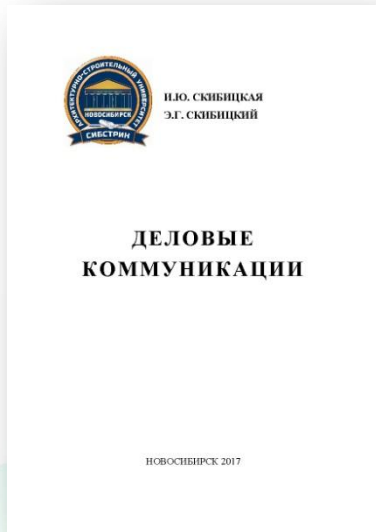 АРХИТЕКТУРНО-СТРОИТЕЛЬНЫЙ УНИВЕРСИТЕТ
НОВОСИБИРСК
СИБСТРИН
И.Ю. СКИБИЦКАЯ
Э.Г. СКИБИЦКИЙ
ДЕЛОВЫЕ
КОММУНИКАЦИИ
НОВОСИБИРСК 2017